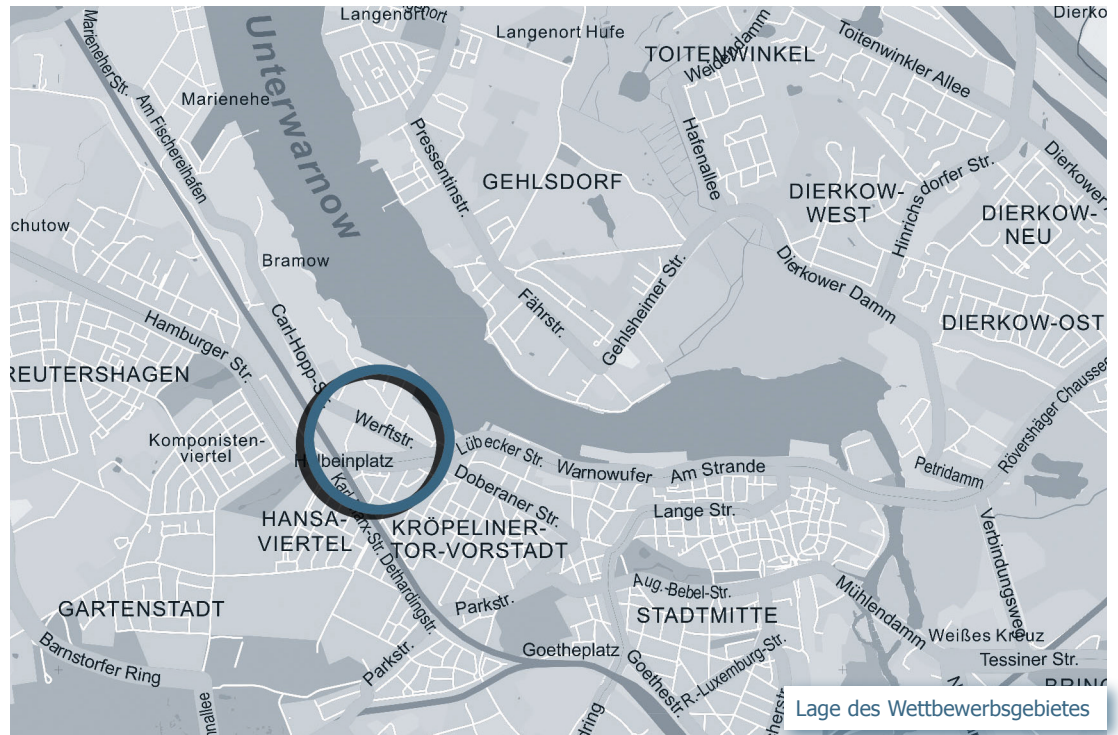 Langenort
Dierko
Langenort Hufe
Marieneher Str.
Unterwarnow
TOITENWINKEL
Weidendamm
Toitenwinkler Allee
Marienehe
Am Fischereihafen
Pressentinstr.
Hafenallee
GEHLSDORF
Hinrichsdorfer Str.
Dierkower
DIERKOW-
WEST
DIERKOW-
NEU
chutow
Bramow
Dierkower Damm
Gehlsheimer Str.
Fährstr.
Hamburger Str.
Carl-Hopp-S
DIERKOW-OST
REUTERSHAGEN
Rövershäger Chaussee
Werftstr.
Komponisten-
viertel
Lübecker Str.
Warnowufer
Am Strande
Petridamm
Doberaner Str.
Lange Str.
HANSA-
VIERTEL
KRÖPELINER-
TOR-VORSTADT
Dethardingstr.
Verbindungsweg
Aug.-Bebel-Str.
Mühlendamm
Parkstr.
GARTENSTADT
STADTMITTE
Weißes Kreuz
Barnstorfer Ring
Parkstr.
Goetheplatz
Goethestr.
R.-Luxemburg-Str.
Tessiner Str.
Lage des Wettbewerbsgebietes